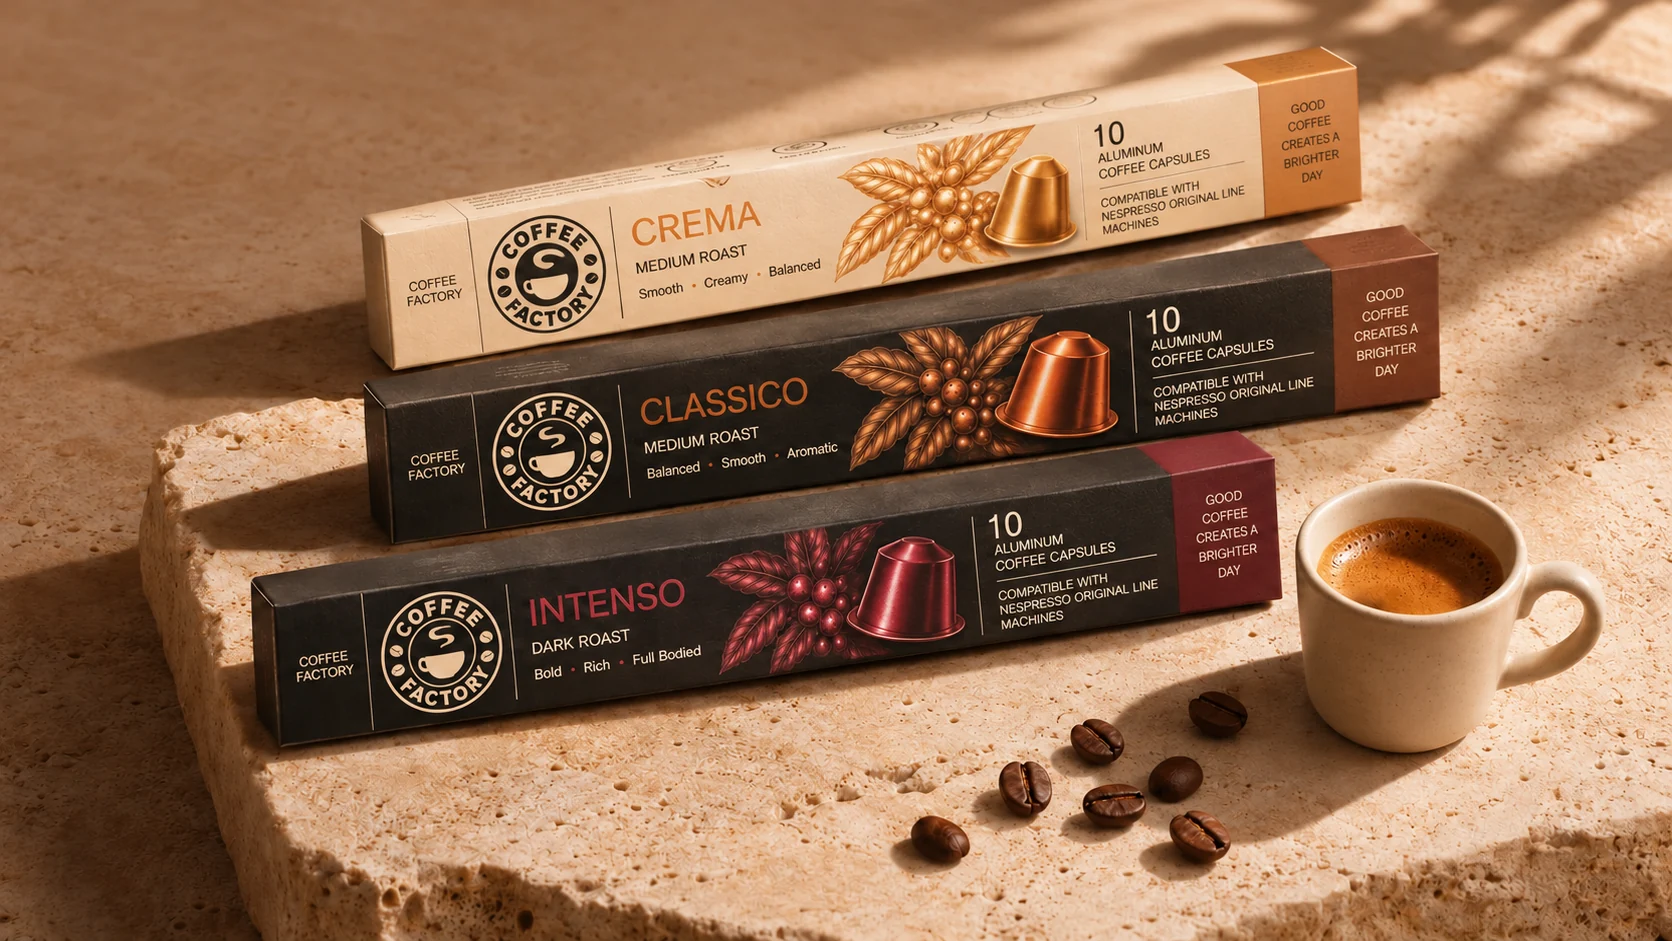 COFFEE
FACTORY
COFFEE
FACTORY
CREMA
MEDIUM ROAST
Smooth • Creamy • Balanced
10
ALUMINUM
COFFEE CAPSULES
COMPATIBLE WITH
NESPRESSO ORIGINAL LINE
MACHINES
GOOD
COFFEE
CREATES A
BRIGHTER
DAY
COFFEE
FACTORY
COFFEE
FACTORY
CLASSICO
MEDIUM ROAST
Balanced • Smooth • Aromatic
10
ALUMINUM
COFFEE CAPSULES
COMPATIBLE WITH
NESPRESSO ORIGINAL LINE
MACHINES
GOOD
COFFEE
CREATES A
BRIGHTER
DAY
COFFEE
FACTORY
COFFEE
FACTORY
INTENSO
DARK ROAST
Bold • Rich • Full Bodied
10
ALUMINUM
COFFEE CAPSULES
COMPATIBLE WITH
NESPRESSO ORIGINAL LINE
MACHINES
GOOD
COFFEE
CREATES A
BRIGHTER
DAY